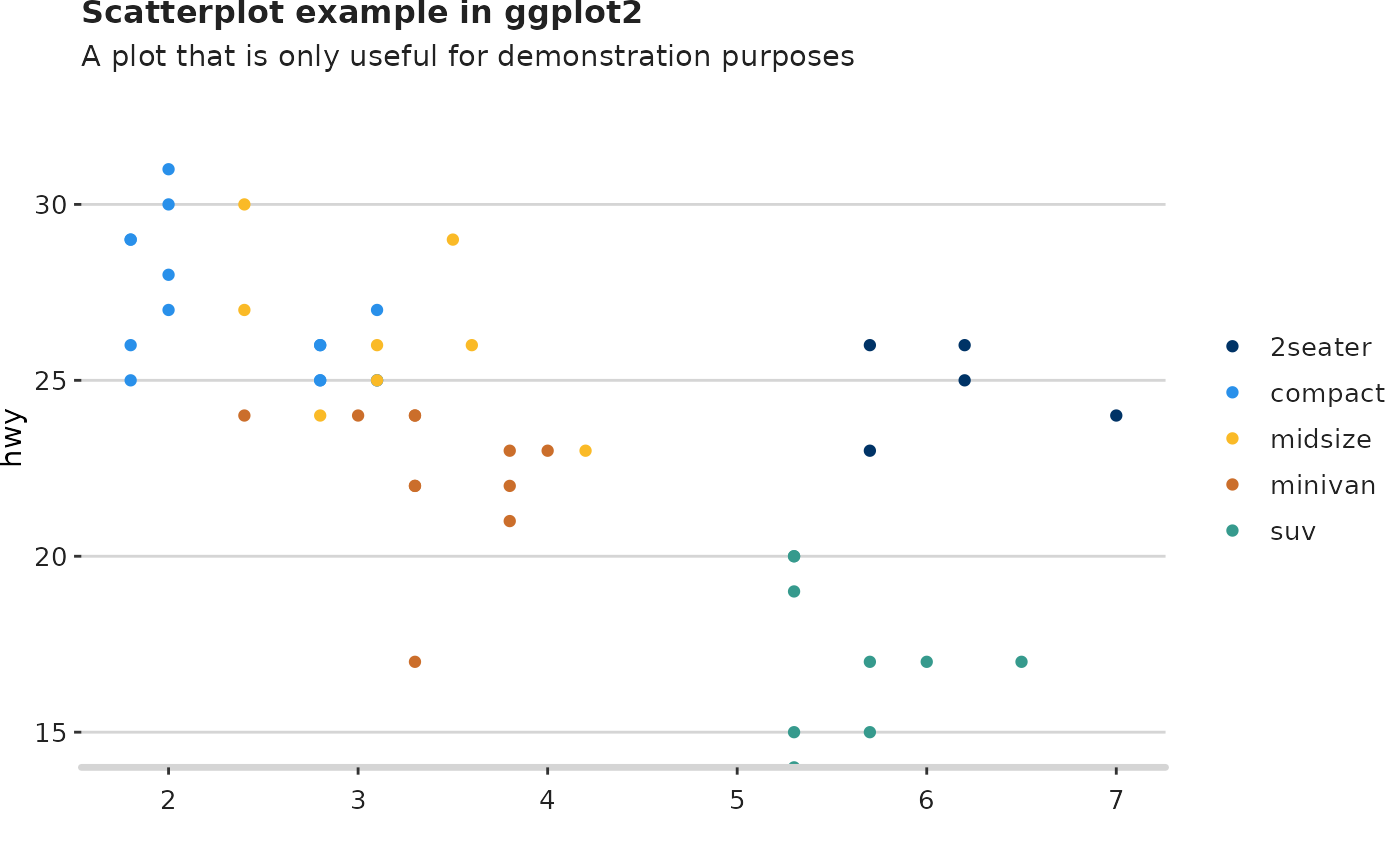 Scatterplot example in ggplot2
A plot that is only useful for demonstration purposes
hwy
30
25
20
15
2 3 4 5 6 7
2seater
compact
midsize
minivan
suv